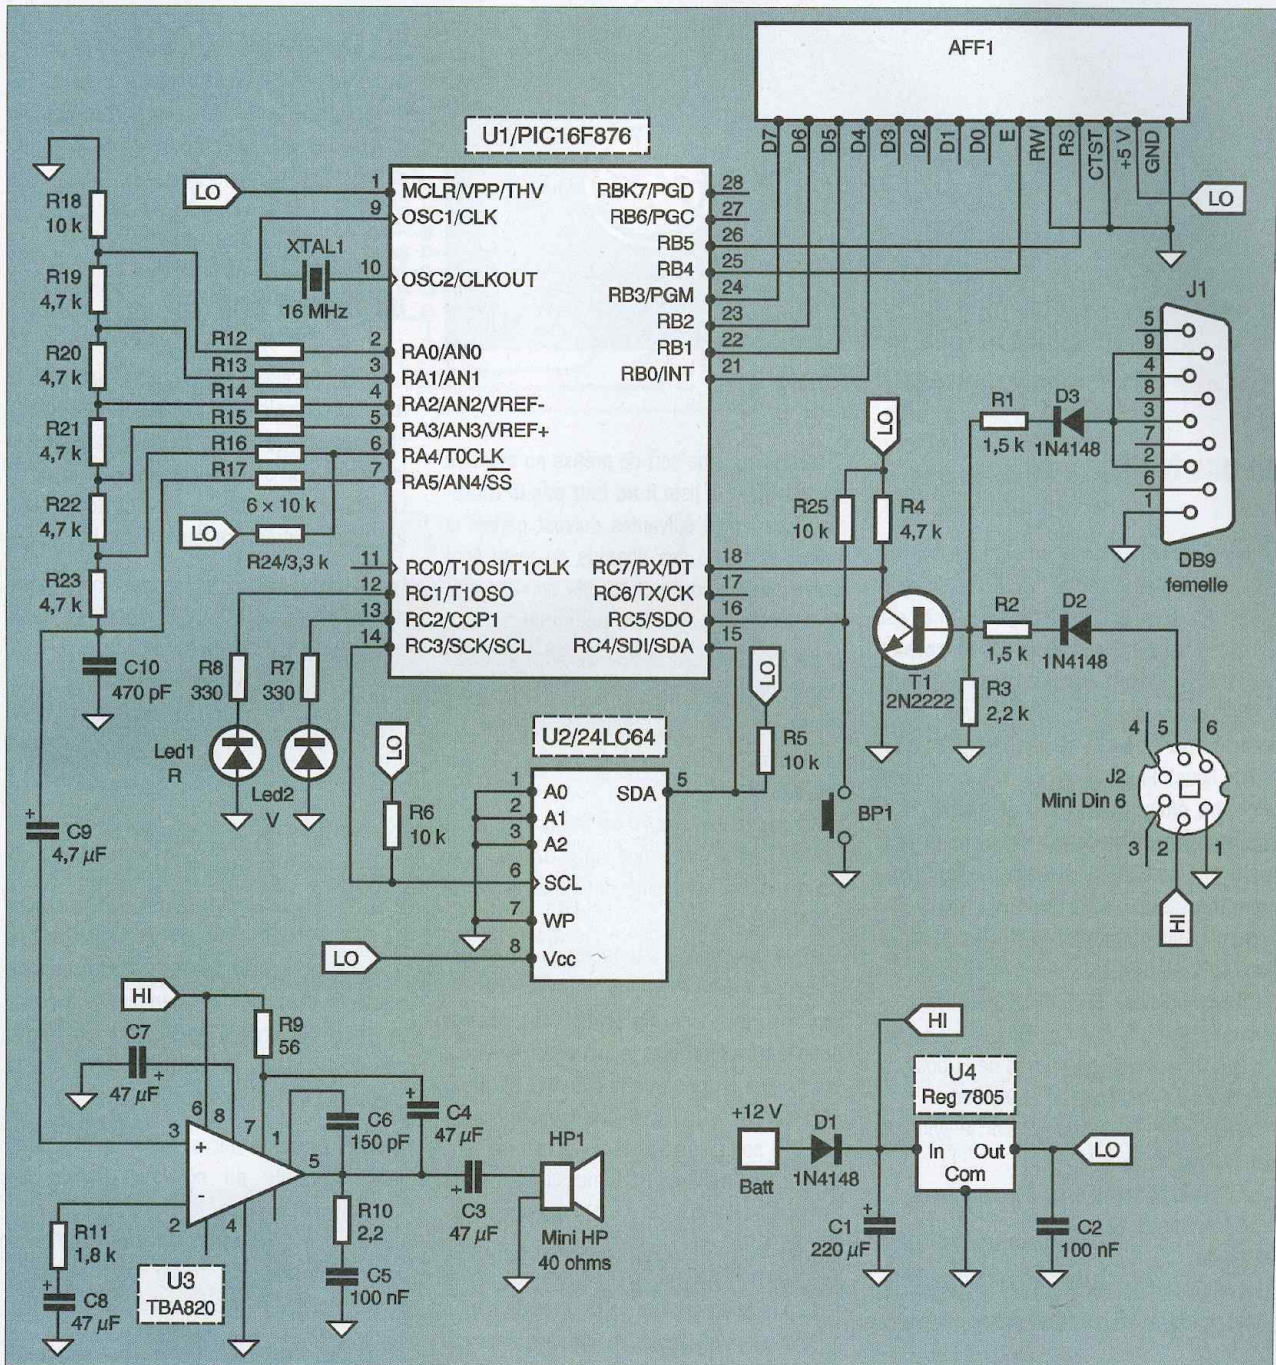 AFF1
D7
D6
D5
D4
D3
D2
D1
D0
E
RW
RS
CTST
+5 V
GND
LO
U1/PIC16F876
LO
1
MCLR/VPP/THV
9
OSC1/CLK
XTAL1
16 MHz
10
OSC2/CLKOUT
2
RA0/AN0
3
RA1/AN1
4
RA2/AN2/VREF-
5
RA3/AN3/VREF+
6
RA4/T0CLK
7
RA5/AN4/SS
11
RC0/T1OSI/T1CLK
12
RC1/T1OSO
13
RC2/CCP1
14
RC3/SCK/SCL
RBK7/PGD
28
RB6/PGC
27
RB5
26
RB4
25
RB3/PGM
24
RB2
23
RB1
22
RB0/INT
21
RC7/RX/DT
18
RC6/TX/CK
17
RC5/SDO
16
RC4/SDI/SDA
15
R18
10 k
R19
4,7 k
R20
4,7 k
R21
4,7 k
R22
4,7 k
R23
4,7 k
R12
R13
R14
R15
R16
R17
6 × 10 k
LO
R24/3,3 k
C10
470 pF
R8
330
R7
330
Led1
R
Led2
V
C9
4,7 µF
+
LO
R6
10 k
U2/24LC64
1
A0
2
A1
3
A2
6
SCL
7
WP
8
Vcc
SDA
5
LO
LO
R5
10 k
LO
R25
10 k
R4
4,7 k
BP1
T1
2N2222
R1
1,5 k
D3
1N4148
R2
1,5 k
D2
1N4148
R3
2,2 k
J1
5
9
4
8
3
7
2
6
1
DB9
femelle
4
5
6
J2
Mini Din 6
3
2
1
HI
HI
R9
56
C7
47 µF
+
6
8
7
1
3
+
-
2
4
5
C6
150 pF
+
C4
47 µF
HP1
+
C3
47 µF
Mini HP
40 ohms
R10
2,2
C5
100 nF
R11
1,8 k
+
C8
47 µF
U3
TBA820
HI
U4
Reg 7805
+12 V
Batt
D1
1N4148
In
Out
Com
LO
+
C1
220 µF
C2
100 nF